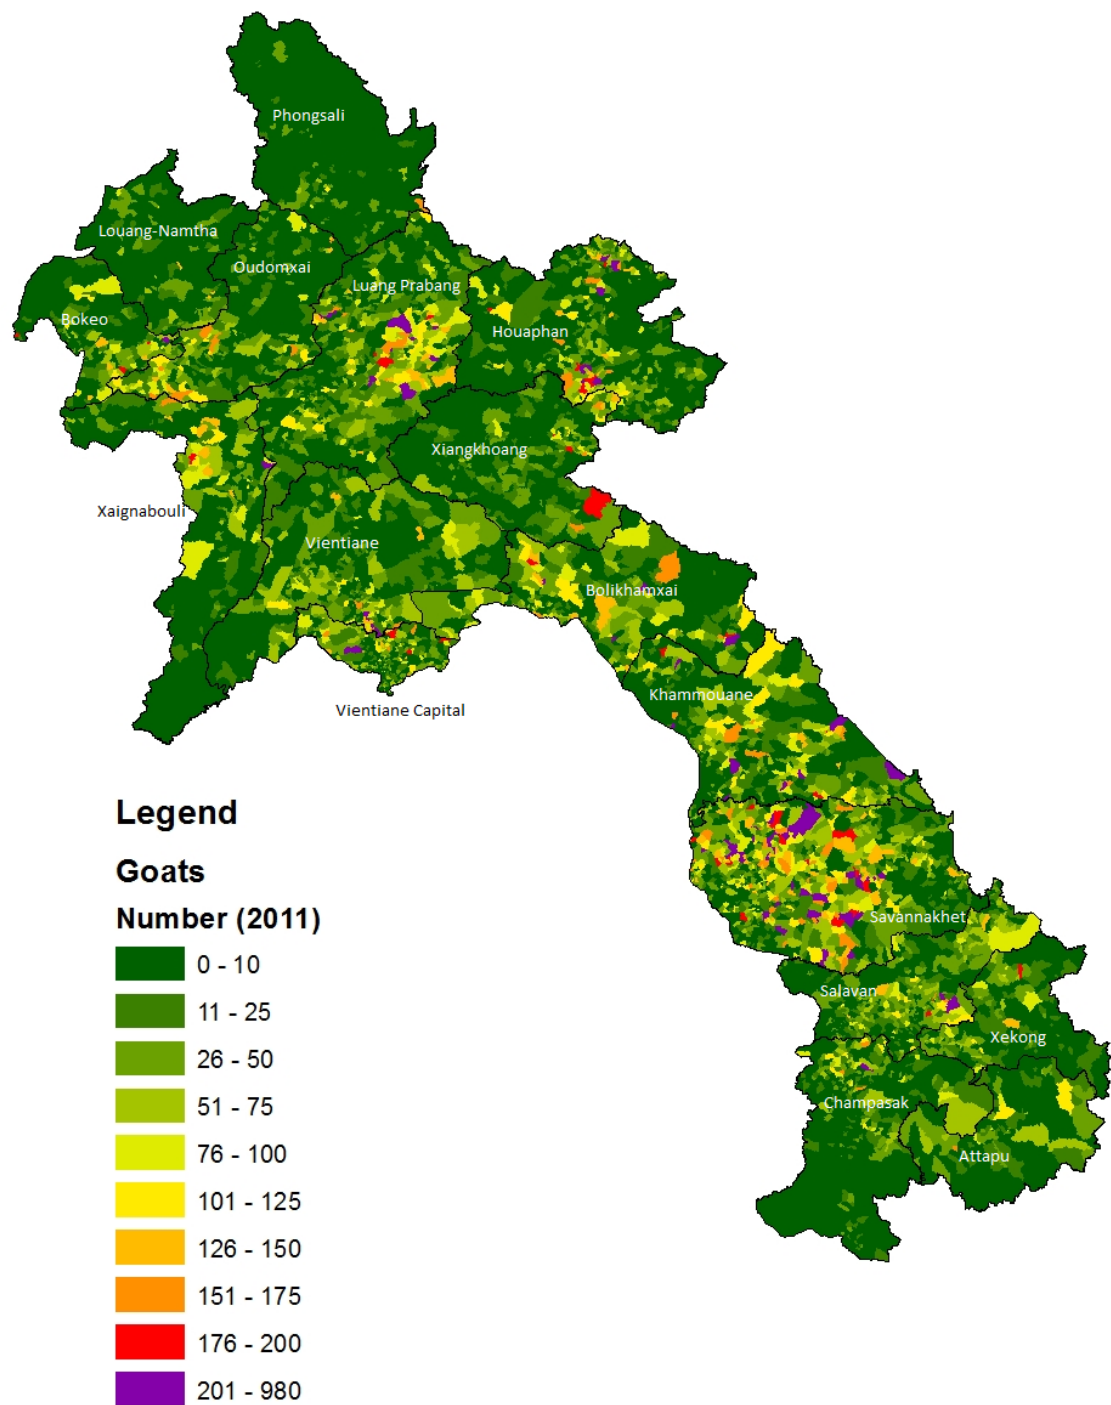 Phongsali
Louang-Namtha
Oudomxai
Luang Prabang
Bokeo
Houaphan
Xiangkhoang
Xaignabouli
Vientiane
Bolikhamxai
Khammouane
Vientiane Capital
Savannakhet
Salavan
Xekong
Champasak
Attapu
Legend
Goats
Number (2011)
0 - 10
11 - 25
26 - 50
51 - 75
76 - 100
101 - 125
126 - 150
151 - 175
176 - 200
201 - 980